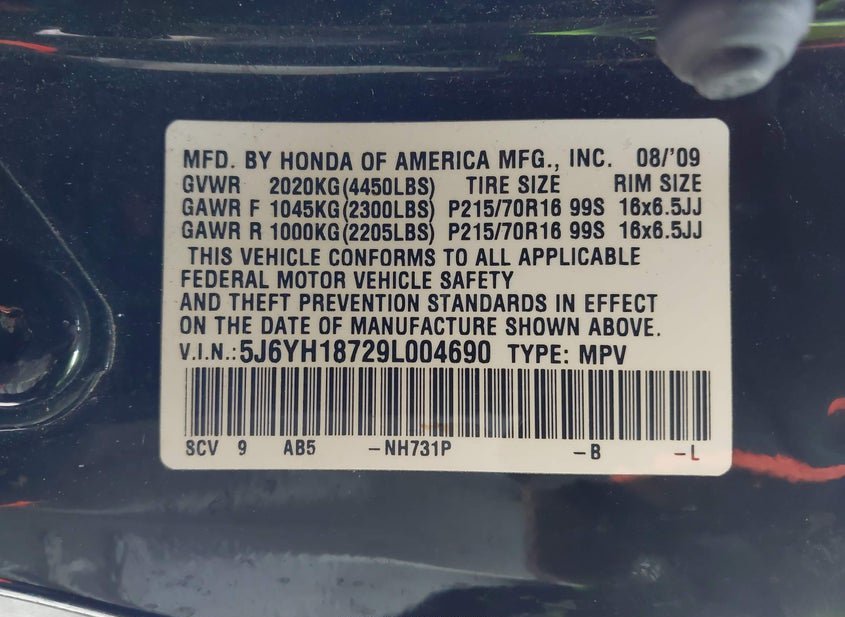 MFD. BY HONDA OF AMERICA MFG., INC. 08/'09
GVWR 2020KG(4450LBS) TIRE SIZE RIM SIZE
GAWR F 1045KG(2300LBS) P215/70R16 99S 16x6.5JJ
GAWR R 1000KG(2205LBS) P215/70R16 99S 16x6.5JJ
THIS VEHICLE CONFORMS TO ALL APPLICABLE
FEDERAL MOTOR VEHICLE SAFETY
AND THEFT PREVENTION STANDARDS IN EFFECT
ON THE DATE OF MANUFACTURE SHOWN ABOVE.
V.I.N.:5J6YH18729L004690 TYPE: MPV
SCV 9 AB5 -NH731P -B -L